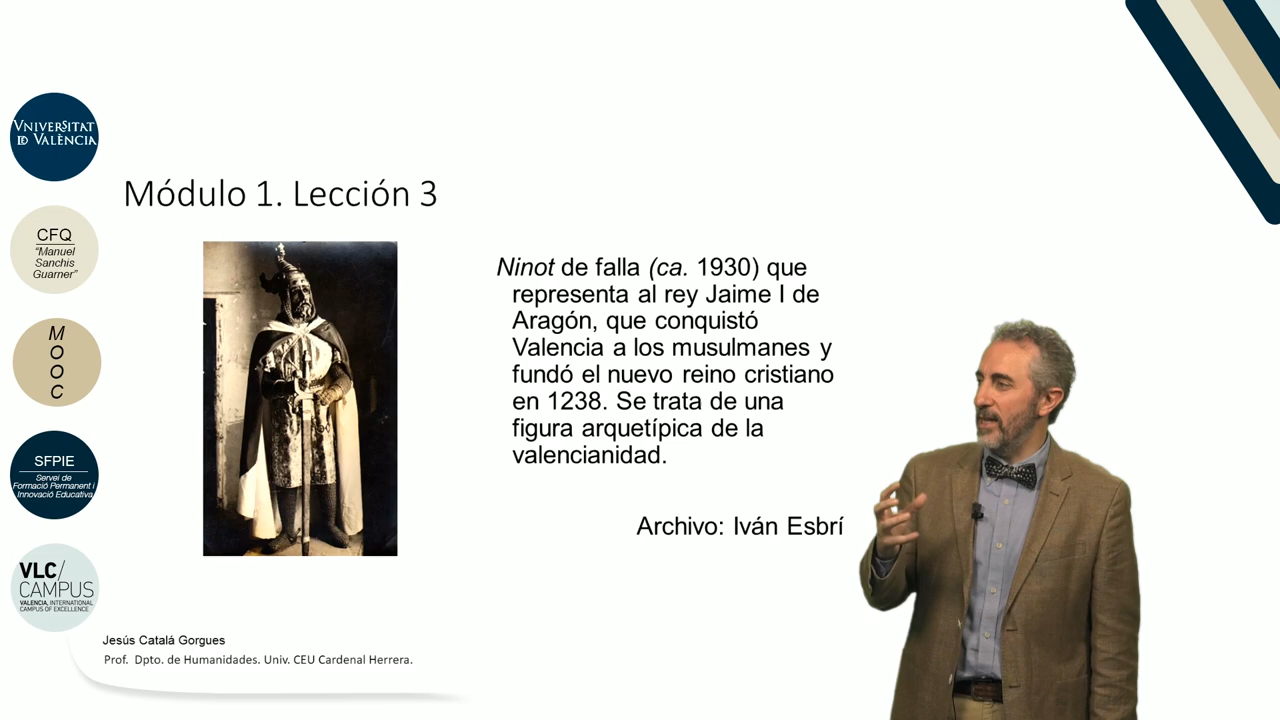 VNIVERSITAT
ID VALÈNCIA
CFQ
“Manuel
Sanchis
Guarner”
M
O
O
C
SFPIE
Servei de
Formació Permanent i
Innovació Educativa
VLC/
CAMPUS
VALENCIA, INTERNATIONAL
CAMPUS OF EXCELLENCE
Módulo 1. Lección 3
Ninot de falla (ca. 1930) que
representa al rey Jaime I de
Aragón, que conquistó
Valencia a los musulmanes y
fundó el nuevo reino cristiano
en 1238. Se trata de una
figura arquetípica de la
valencianidad.
Archivo: Iván Esbrí
Jesús Catalá Gorgues
Prof. Dpto. de Humanidades. Univ. CEU Cardenal Herrera.